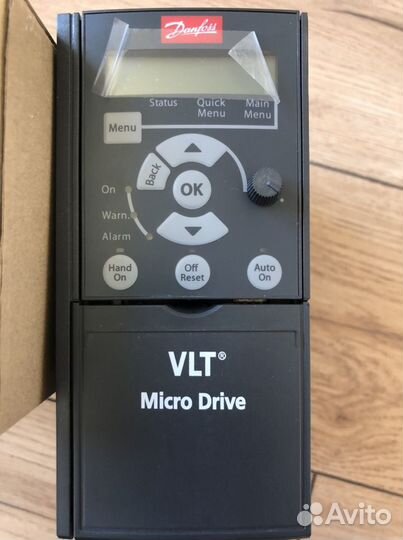 Danfoss
Status Quick Menu Main Menu
Menu
Back
OK
On
Warn.
Alarm
Hand On
Off Reset
Auto On
VLT®
Micro Drive
Avito